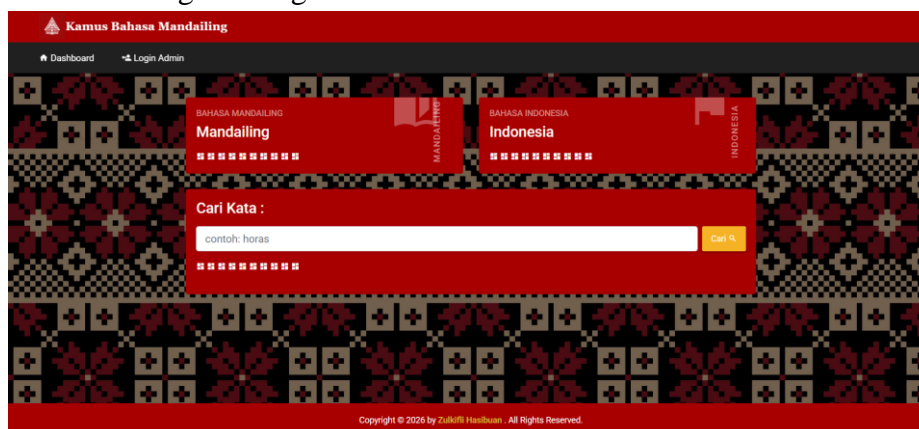 Kamus Bahasa Mandailing
Dashboard Login Admin
BAHASA MANDAILING
Mandailing
MANDAILING
BAHASA INDONESIA
Indonesia
INDONESIA
Cari Kata :
contoh: horas
Cari
Copyright © 2026 by Zulkifli Hasibuan . All Rights Reserved.